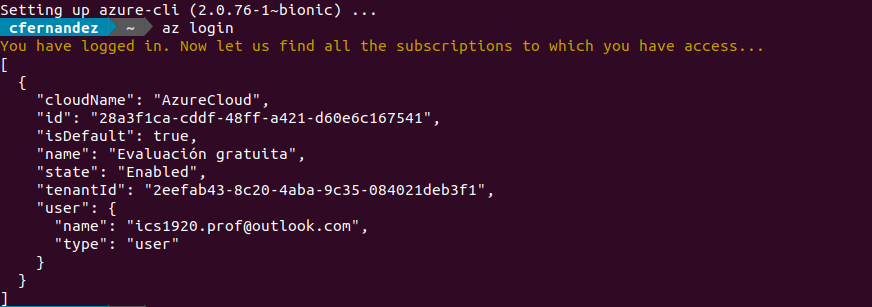 Setting up azure-cli (2.0.76-1~bionic) ...
cfernandez ~ az login
You have logged in. Now let us find all the subscriptions to which you have access...
[
  {
    "cloudName": "AzureCloud",
    "id": "28a3f1ca-cddf-48ff-a421-d60e6c167541",
    "isDefault": true,
    "name": "Evaluación gratuita",
    "state": "Enabled",
    "tenantId": "2eefab43-8c20-4aba-9c35-084021deb3f1",
    "user": {
      "name": "ics1920.prof@outlook.com",
      "type": "user"
    }
  }
]